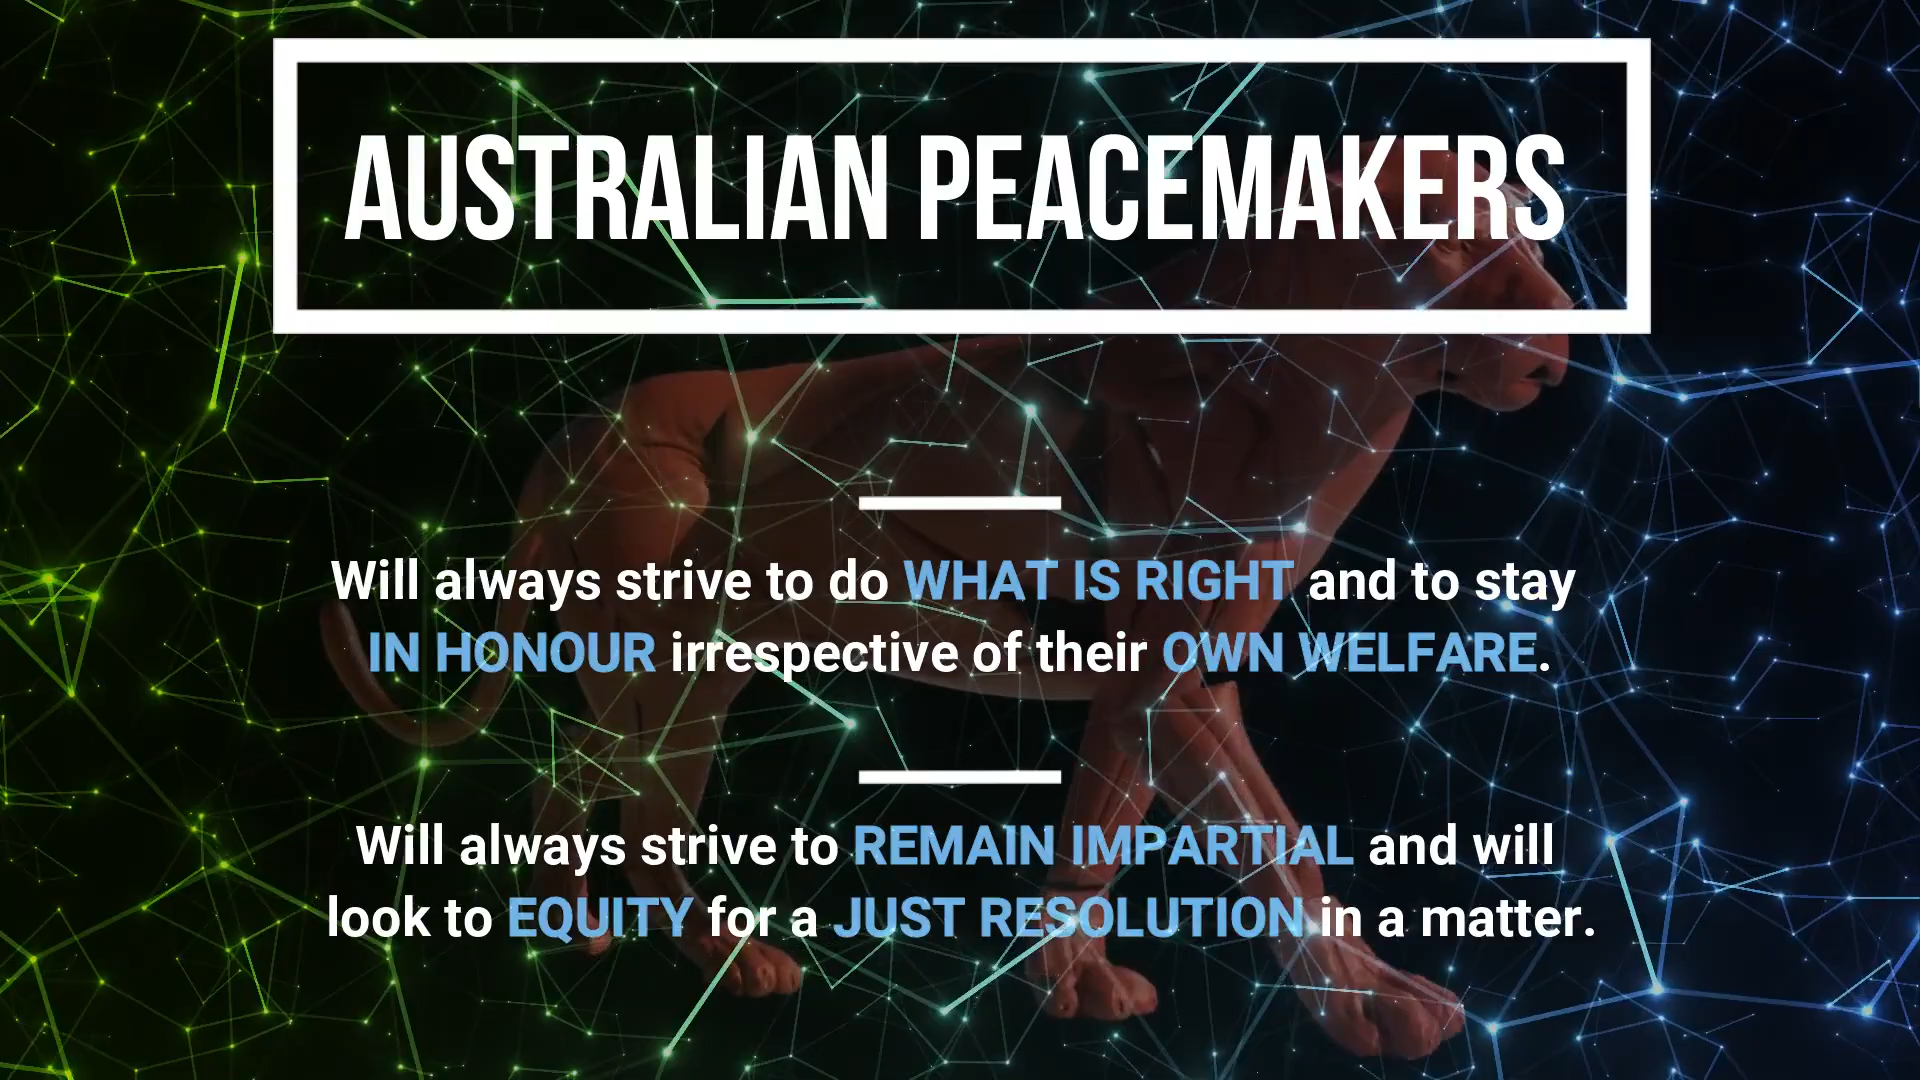 AUSTRALIAN PEACEMAKERS
Will always strive to do WHAT IS RIGHT and to stay
IN HONOUR irrespective of their OWN WELFARE.
Will always strive to REMAIN IMPARTIAL and will
look to EQUITY for a JUST RESOLUTION in a matter.